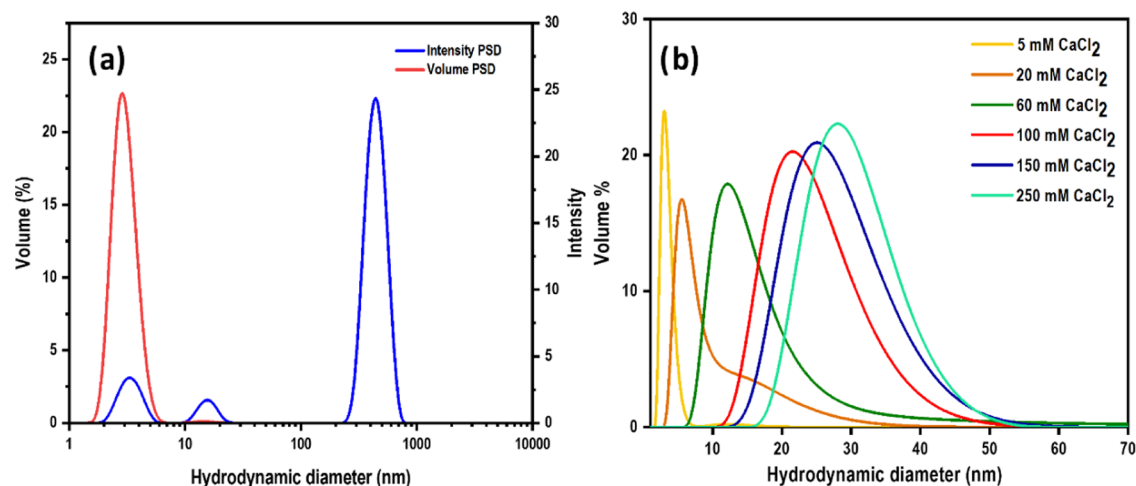 (a)
Intensity PSD
Volume PSD
Volume (%)
25
20
15
10
5
0
1
10
100
1000
10000
Hydrodynamic diameter (nm)
30
25
20
15
10
5
0
Intensity
(b)
5 mM CaCl2
20 mM CaCl2
60 mM CaCl2
100 mM CaCl2
150 mM CaCl2
250 mM CaCl2
Volume %
30
20
10
0
10
20
30
40
50
60
70
Hydrodynamic diameter (nm)